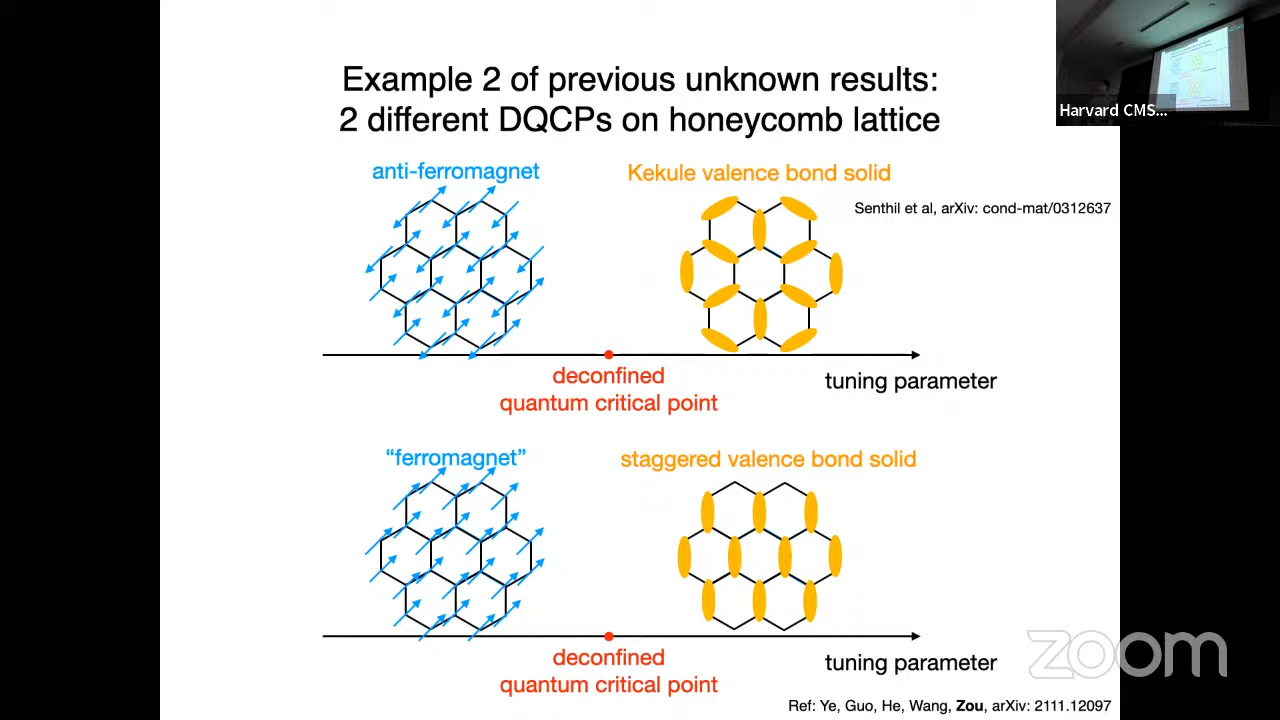 Example 2 of previous unknown results:
2 different DQCPs on honeycomb lattice
anti-ferromagnet
Kekule valence bond solid
Senthil et al, arXiv: cond-mat/0312637
deconfined
quantum critical point
tuning parameter
"ferromagnet"
staggered valence bond solid
deconfined
quantum critical point
tuning parameter
Ref: Ye, Guo, He, Wang, Zou, arXiv: 2111.12097
Harvard CMS...
zoom